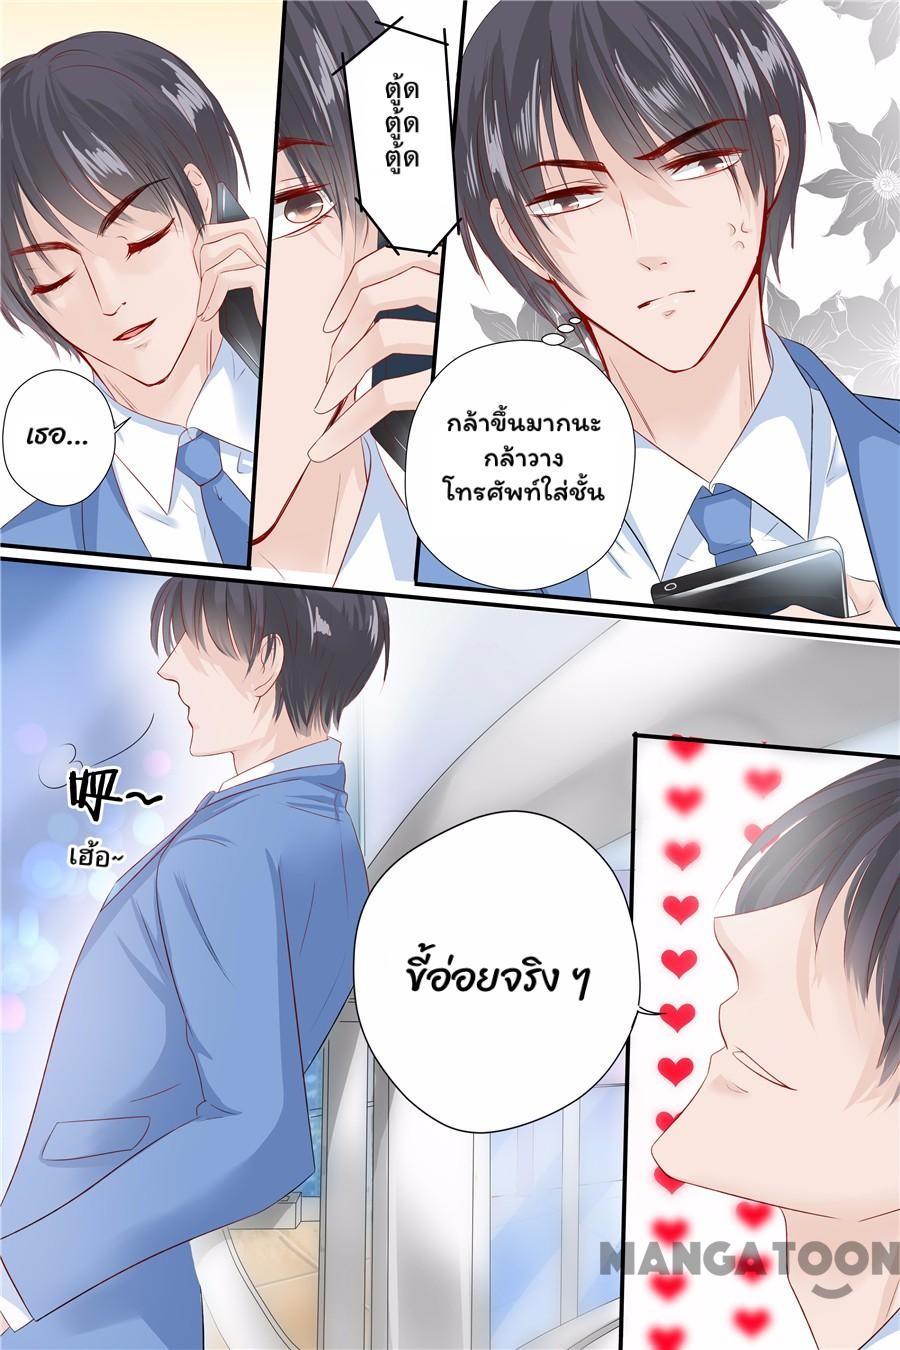 เธอ...
ตู้ด
ตู้ด
ตู้ด
กล้าขึ้นมากนะ
กล้าวาง
โทรศัพท์ใส่ชั้น
呼~
เฮ้อ~
ขี้อ่อยจริง ๆ
MANGATOON